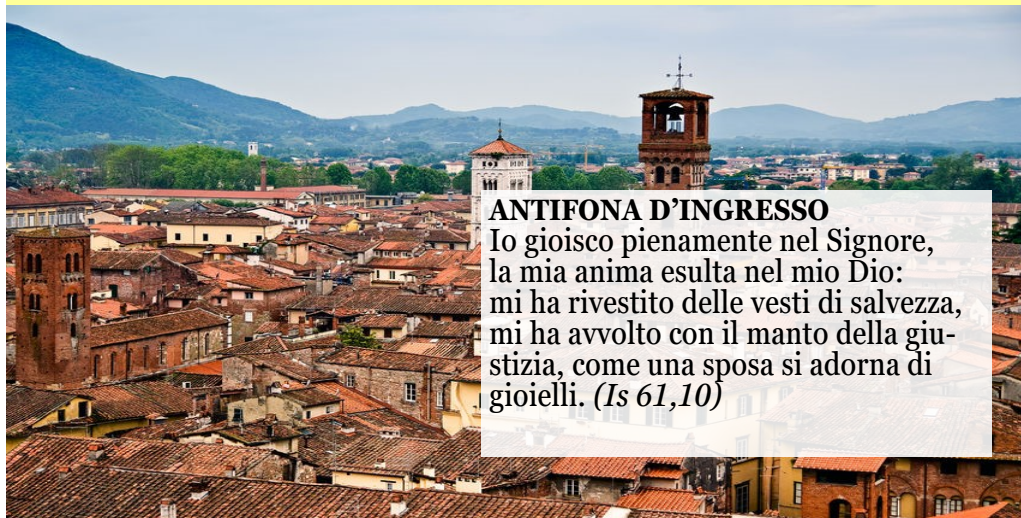 ANTIFONA D’INGRESSO
Io gioisco pienamente nel Signore,
la mia anima esulta nel mio Dio:
mi ha rivestito delle vesti di salvezza,
mi ha avvolto con il manto della giu-
stizia, come una sposa si adorna di
gioielli. (Is 61,10)